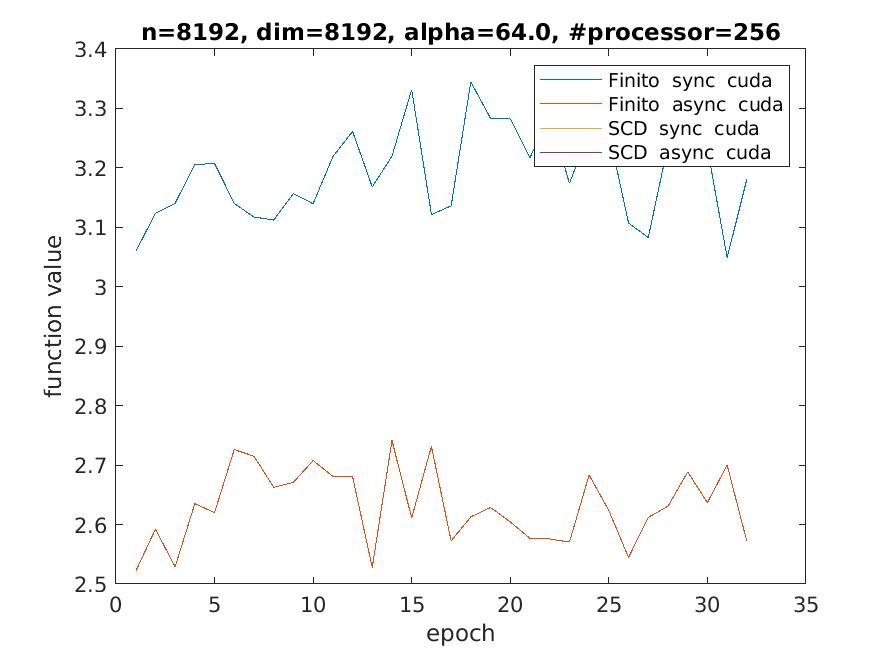 n=8192, dim=8192, alpha=64.0, #processor=256
3.4
3.3
3.2
3.1
3
2.9
2.8
2.7
2.6
2.5
function value
Finito sync cuda
Finito async cuda
SCD sync cuda
SCD async cuda
0 5 10 15 20 25 30 35
epoch